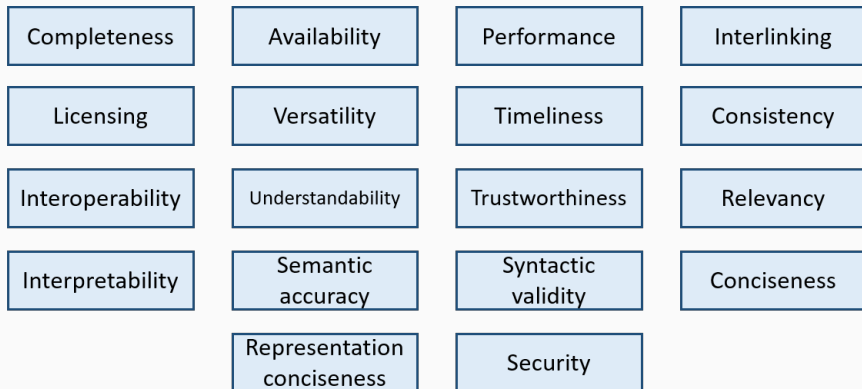 Completeness
Availability
Performance
Interlinking
Licensing
Versatility
Timeliness
Consistency
Interoperability
Understandability
Trustworthiness
Relevancy
Interpretability
Semantic
accuracy
Syntactic
validity
Conciseness
Representation
conciseness
Security